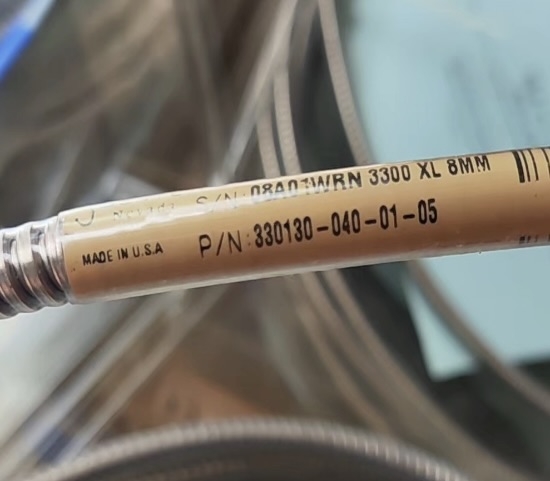 S/N: 08A01WRN 3300 XL 8MM
MADE IN U.S.A P/N: 330130-040-01-05